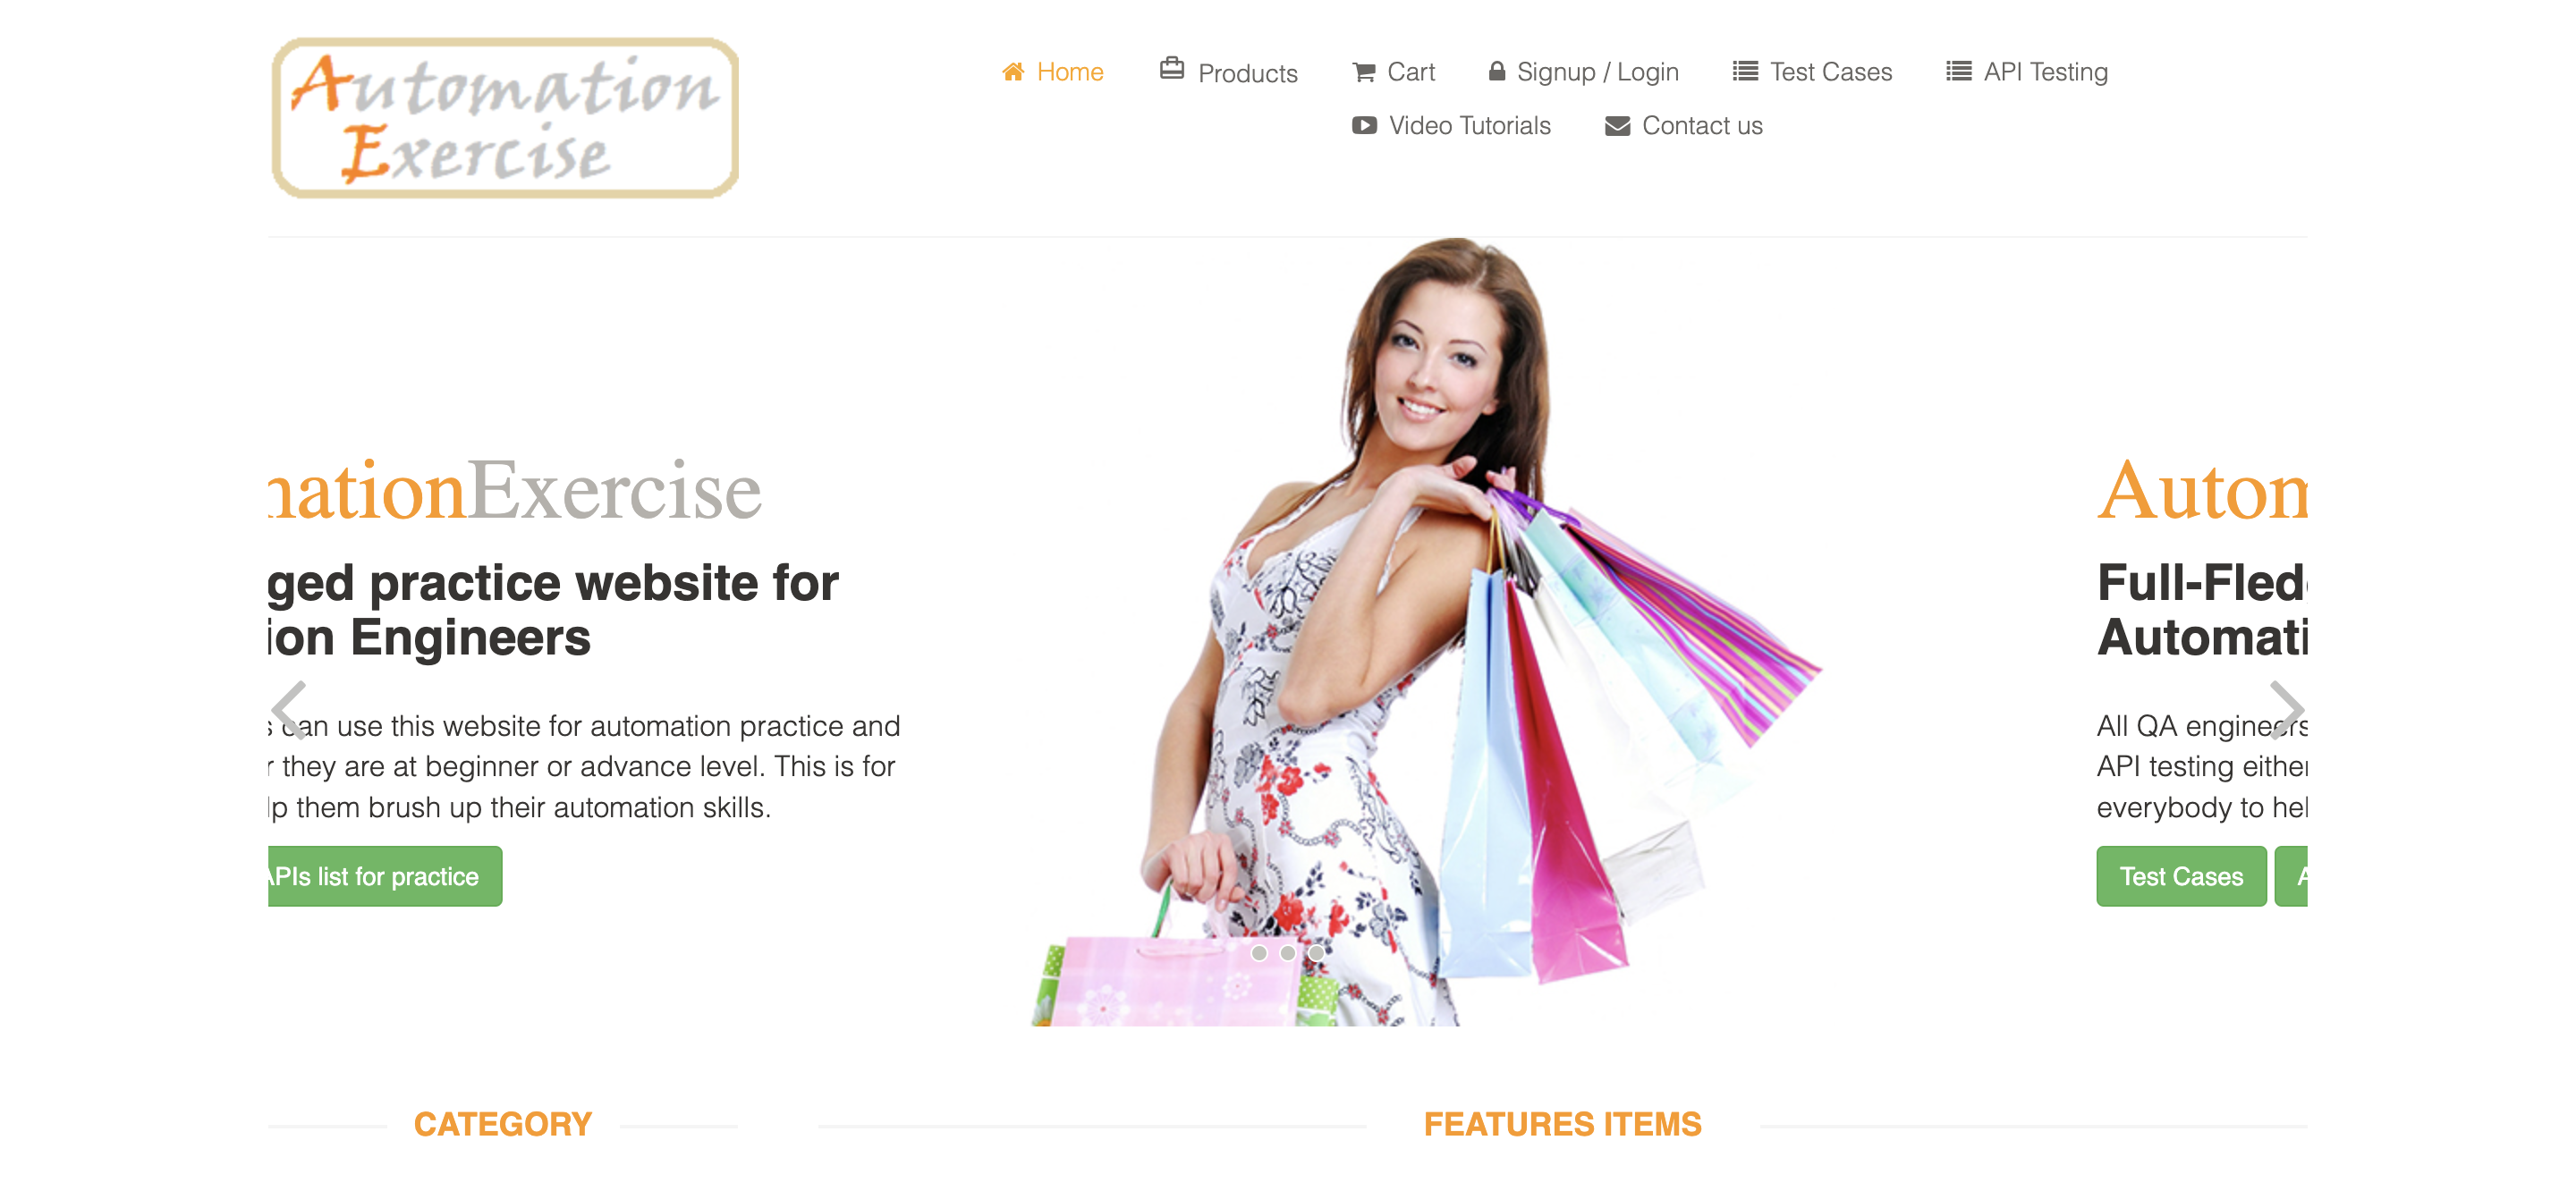 Automation
Exercise
Home
Products
Cart
Signup / Login
Test Cases
API Testing
Video Tutorials
Contact us
nationExercise
ged practice website for
ion Engineers
s can use this website for automation practice and
r they are at beginner or advance level. This is for
lp them brush up their automation skills.
APIs list for practice
Autom
Full-Fled
Automati
All QA engineers
API testing either
everybody to hel
Test Cases
A
CATEGORY
FEATURES ITEMS